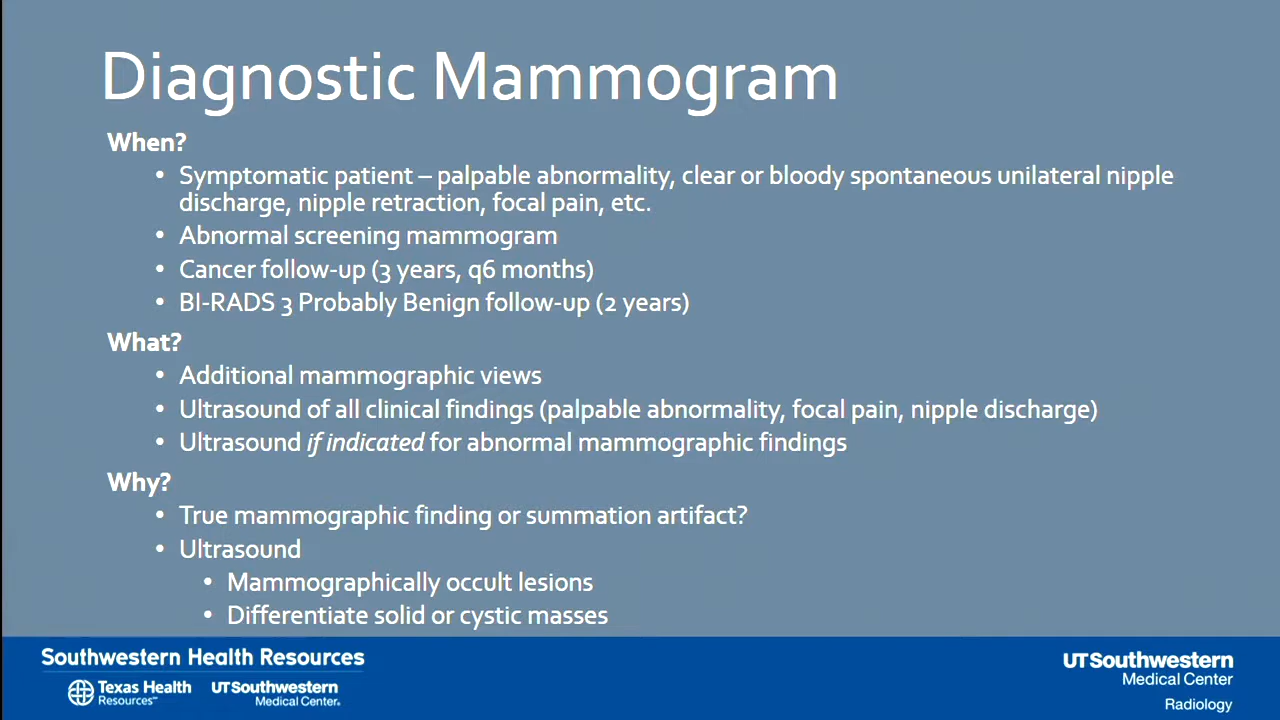 Diagnostic Mammogram
When?
• Symptomatic patient – palpable abnormality, clear or bloody spontaneous unilateral nipple
discharge, nipple retraction, focal pain, etc.
• Abnormal screening mammogram
• Cancer follow-up (3 years, q6 months)
• BI-RADS 3 Probably Benign follow-up (2 years)
What?
• Additional mammographic views
• Ultrasound of all clinical findings (palpable abnormality, focal pain, nipple discharge)
• Ultrasound if indicated for abnormal mammographic findings
Why?
• True mammographic finding or summation artifact?
• Ultrasound
• Mammographically occult lesions
• Differentiate solid or cystic masses
Southwestern Health Resources
Texas Health
Resources℠
UTSouthwestern
Medical Center®
UTSouthwestern
Medical Center
Radiology